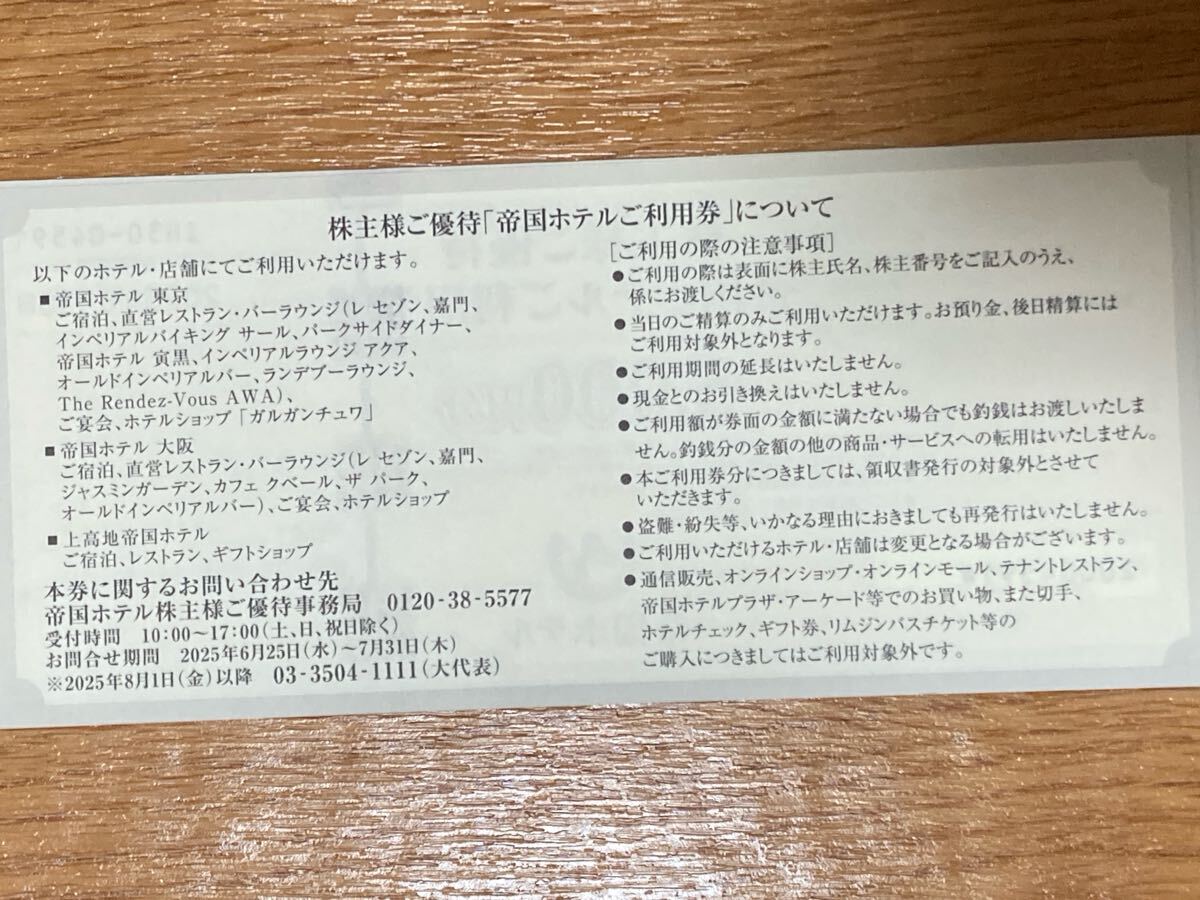 株主様ご優待「帝国ホテルご利用券」について
以下のホテル・店舗にてご利用いただけます。
■ 帝国ホテル 東京
ご宿泊、直営レストラン・バーラウンジ(レ セゾン、嘉門、
インペリアルバイキング サール、パークサイドダイナー、
帝国ホテル 寅黒、インペリアルラウンジ アクア、
オールドインペリアルバー、ランデブーラウンジ、
The Rendez-Vous AWA)、
ご宴会、ホテルショップ「ガルガンチュワ」
■ 帝国ホテル 大阪
ご宿泊、直営レストラン・バーラウンジ(レ セゾン、嘉門、
ジャスミンガーデン、カフェ クベール、ザ パーク、
オールドインペリアルバー)、ご宴会、ホテルショップ
■ 上高地帝国ホテル
ご宿泊、レストラン、ギフトショップ
本券に関するお問い合わせ先
帝国ホテル株主様ご優待事務局 0120-38-5577
受付時間 10:00〜17:00(土、日、祝日除く)
お問合せ期間 2025年6月25日(水)〜7月31日(木)
※2025年8月1日(金)以降 03-3504-1111(大代表)
[ご利用の際の注意事項]
●ご利用の際は表面に株主氏名、株主番号をご記入のうえ、
係にお渡しください。
●当日のご精算のみご利用いただけます。お預り金、後日精算には
ご利用対象外となります。
●ご利用期間の延長はいたしません。
●現金とのお引き換えはいたしません。
●ご利用額が券面の金額に満たない場合でも釣銭はお渡しいたしま
せん。釣銭分の金額の他の商品・サービスへの転用はいたしません。
●本ご利用券分につきましては、領収書発行の対象外とさせて
いただきます。
●盗難・紛失等、いかなる理由におきましても再発行はいたしません。
●ご利用いただけるホテル・店舗は変更となる場合がございます。
●通信販売、オンラインショップ・オンラインモール、テナントレストラン、
帝国ホテルプラザ・アーケード等でのお買い物、また切手、
ホテルチェック、ギフト券、リムジンバスチケット等の
ご購入につきましてはご利用対象外です。